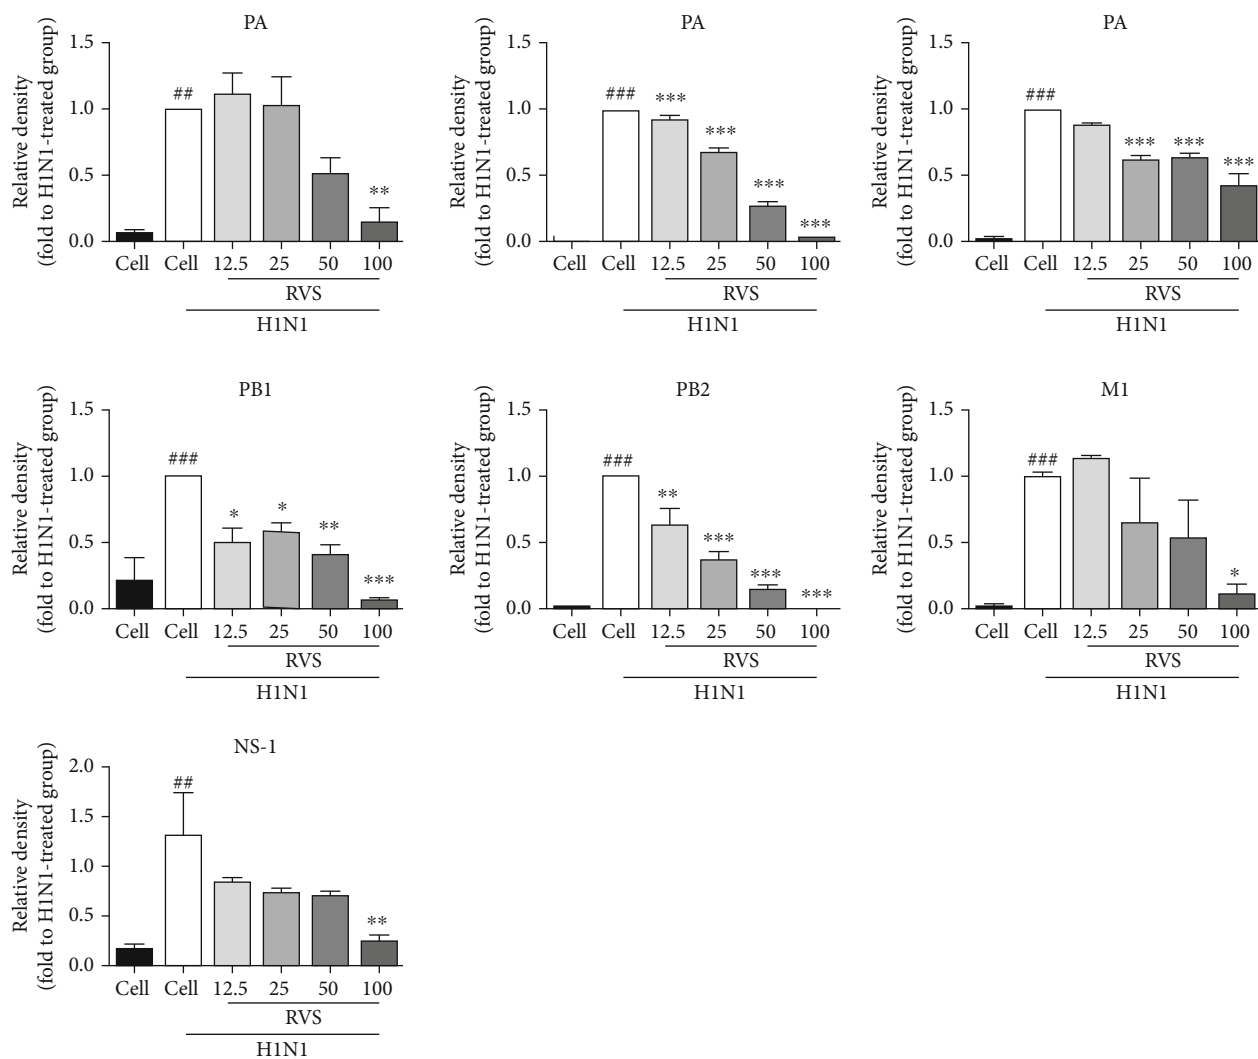 PA
Relative density
(fold to H1N1-treated group)
1.5
1.0
0.5
0.0
##
**
Cell Cell 12.5 25 50 100
RVS
H1N1
PA
Relative density
(fold to H1N1-treated group)
1.5
1.0
0.5
0.0
###
***
***
***
***
Cell Cell 12.5 25 50 100
RVS
H1N1
PA
Relative density
(fold to H1N1-treated group)
1.5
1.0
0.5
0.0
###
***
***
***
Cell Cell 12.5 25 50 100
RVS
H1N1
PB1
Relative density
(fold to H1N1-treated group)
1.5
1.0
0.5
0.0
###
*
*
**
***
Cell Cell 12.5 25 50 100
RVS
H1N1
PB2
Relative density
(fold to H1N1-treated group)
1.5
1.0
0.5
0.0
###
**
***
***
***
Cell Cell 12.5 25 50 100
RVS
H1N1
M1
Relative density
(fold to H1N1-treated group)
1.5
1.0
0.5
0.0
###
*
Cell Cell 12.5 25 50 100
RVS
H1N1
NS-1
Relative density
(fold to H1N1-treated group)
2.0
1.5
1.0
0.5
0.0
##
**
Cell Cell 12.5 25 50 100
RVS
H1N1